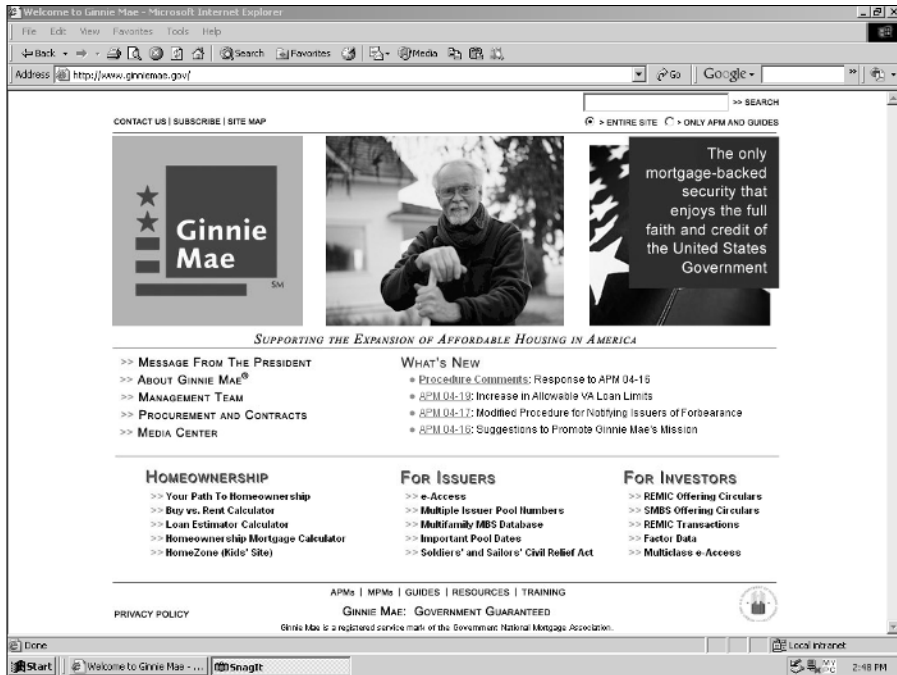 Welcome to Ginnie Mae - Microsoft Internet Explorer
File Edit View Favorites Tools Help
Back Search Favorites Media
Address http://www.ginniemae.gov/ Go Google
>> SEARCH
CONTACT US | SUBSCRIBE | SITE MAP
> ENTIRE SITE > ONLY APM AND GUIDES
Ginnie
Mae
SM
The only
mortgage-backed
security that
enjoys the full
faith and credit of
the United States
Government
SUPPORTING THE EXPANSION OF AFFORDABLE HOUSING IN AMERICA
>> MESSAGE FROM THE PRESIDENT
>> ABOUT GINNIE MAE®
>> MANAGEMENT TEAM
>> PROCUREMENT AND CONTRACTS
>> MEDIA CENTER
WHAT'S NEW
Procedure Comments: Response to APM 04-16
APM 04-19: Increase in Allowable VA Loan Limits
APM 04-17: Modified Procedure for Notifying Issuers of Forbearance
APM 04-16: Suggestions to Promote Ginnie Mae's Mission
HOMEOWNERSHIP
>> Your Path To Homeownership
>> Buy vs. Rent Calculator
>> Loan Estimator Calculator
>> Homeownership Mortgage Calculator
>> HomeZone (Kids' Site)
FOR ISSUERS
>> e-Access
>> Multiple Issuer Pool Numbers
>> Multifamily MBS Database
>> Important Pool Dates
>> Soldiers' and Sailors' Civil Relief Act
FOR INVESTORS
>> REMIC Offering Circulars
>> SMBS Offering Circulars
>> REMIC Transactions
>> Factor Data
>> Multiclass e-Access
APMs | MPMs | GUIDES | RESOURCES | TRAINING
PRIVACY POLICY
GINNIE MAE: GOVERNMENT GUARANTEED
Ginnie Mae is a registered service mark of the Government National Mortgage Association.
Done Local intranet
Start Welcome to Ginnie Mae - ... SnagIt MY PC 2:48 PM